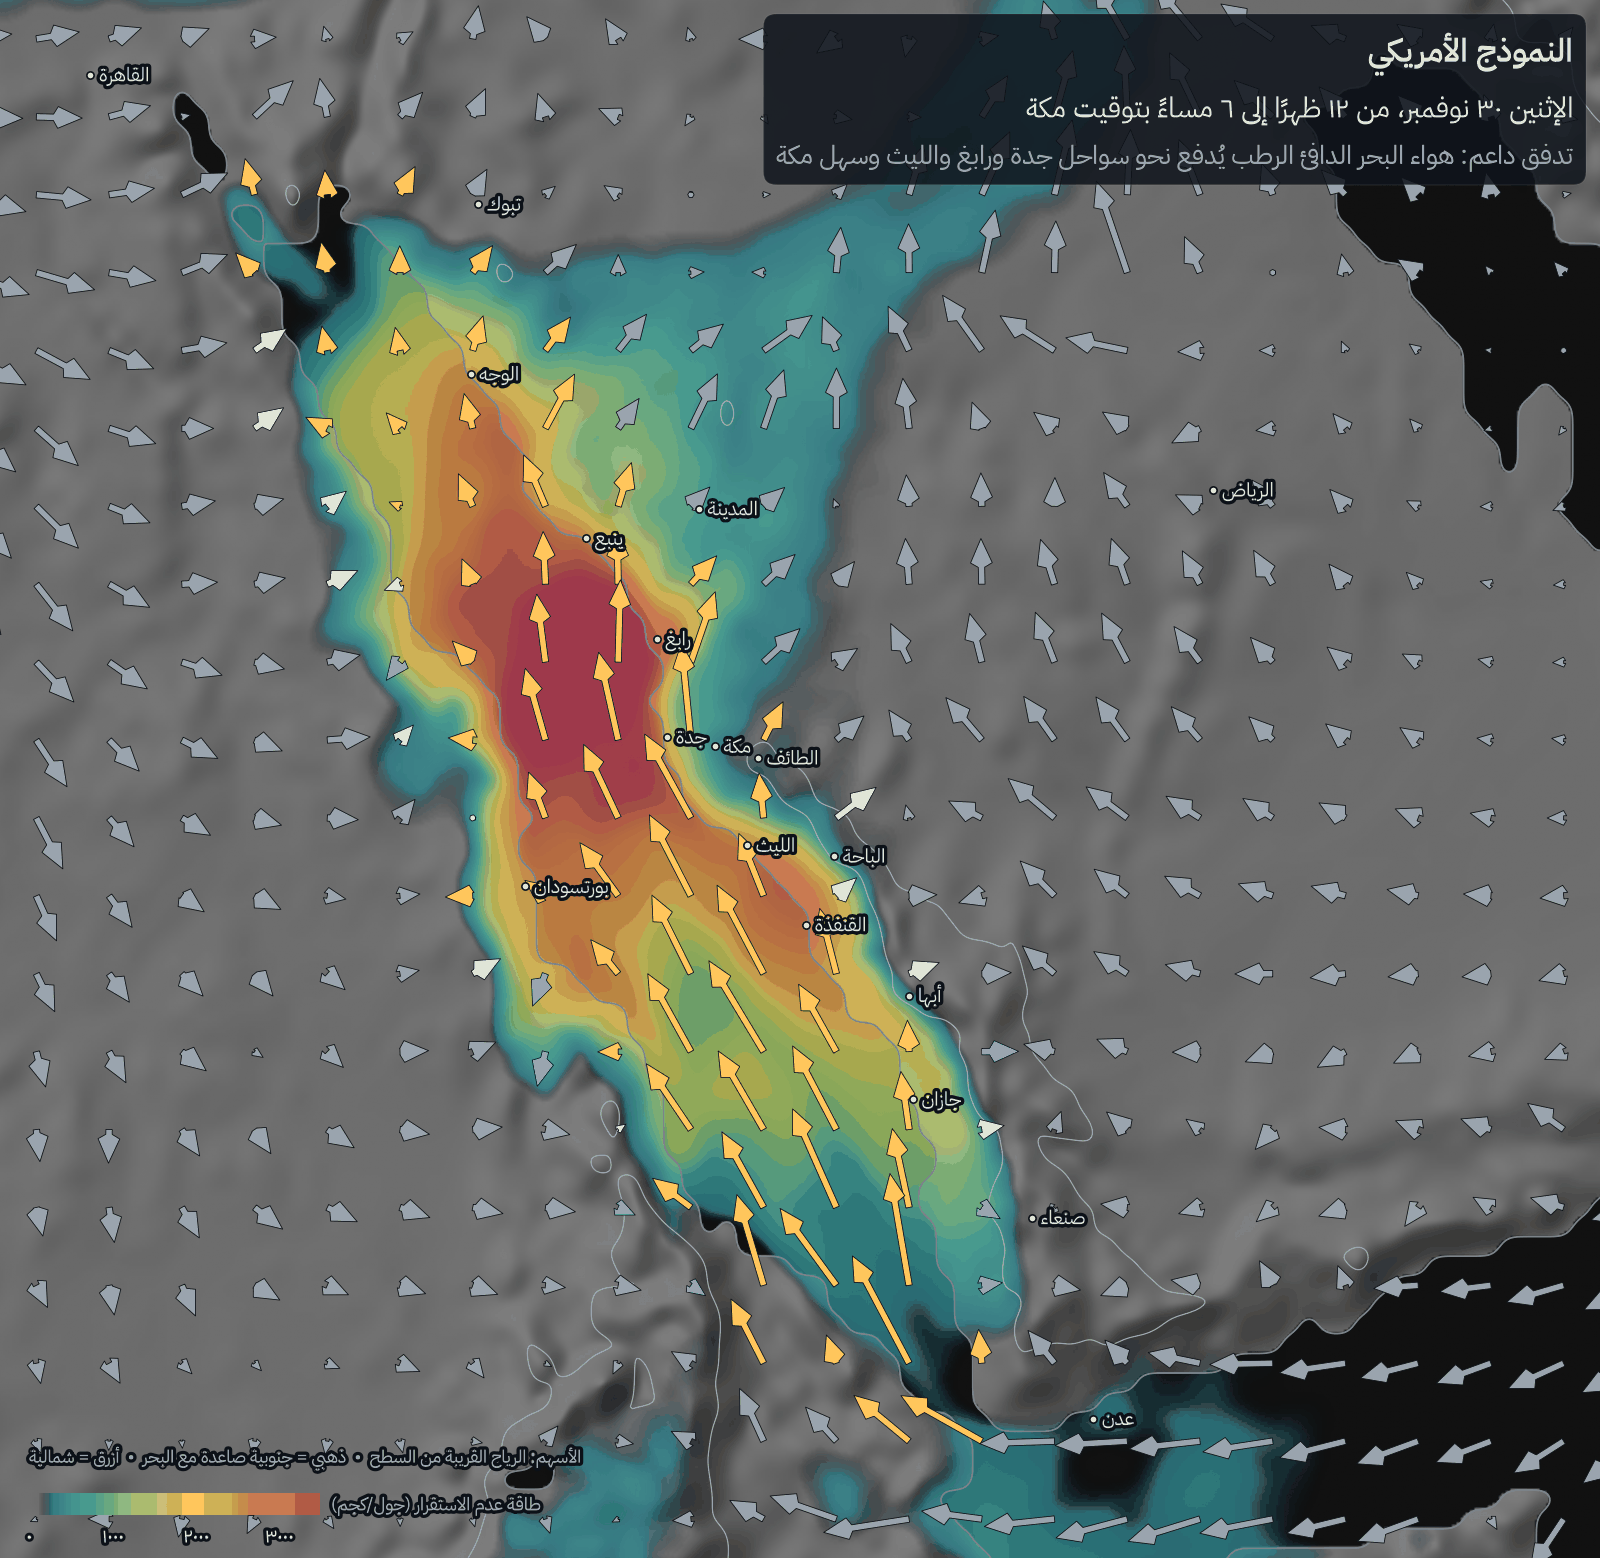 النموذج الأمريكي
الإثنين ٣٠ نوفمبر، من ١٢ ظهرًا إلى ٦ مساءً بتوقيت مكة
تدفق داعم: هواء البحر الدافئ الرطب يُدفع نحو سواحل جدة ورابغ والليث وسهل مكة
القاهرة
تبوك
الوجه
الرياض
المدينة
ينبع
رابغ
جدة
مكة
الطائف
الليث
الباحة
بورتسودان
القنفذة
أبها
جازان
صنعاء
عدن
الأسهم: الرياح القريبة من السطح • ذهبي = جنوبية صاعدة مع البحر • أزرق = شمالية
طاقة عدم الاستقرار (جول/كجم)
٠ ١٠٠٠ ٢٠٠٠ ٣٠٠٠